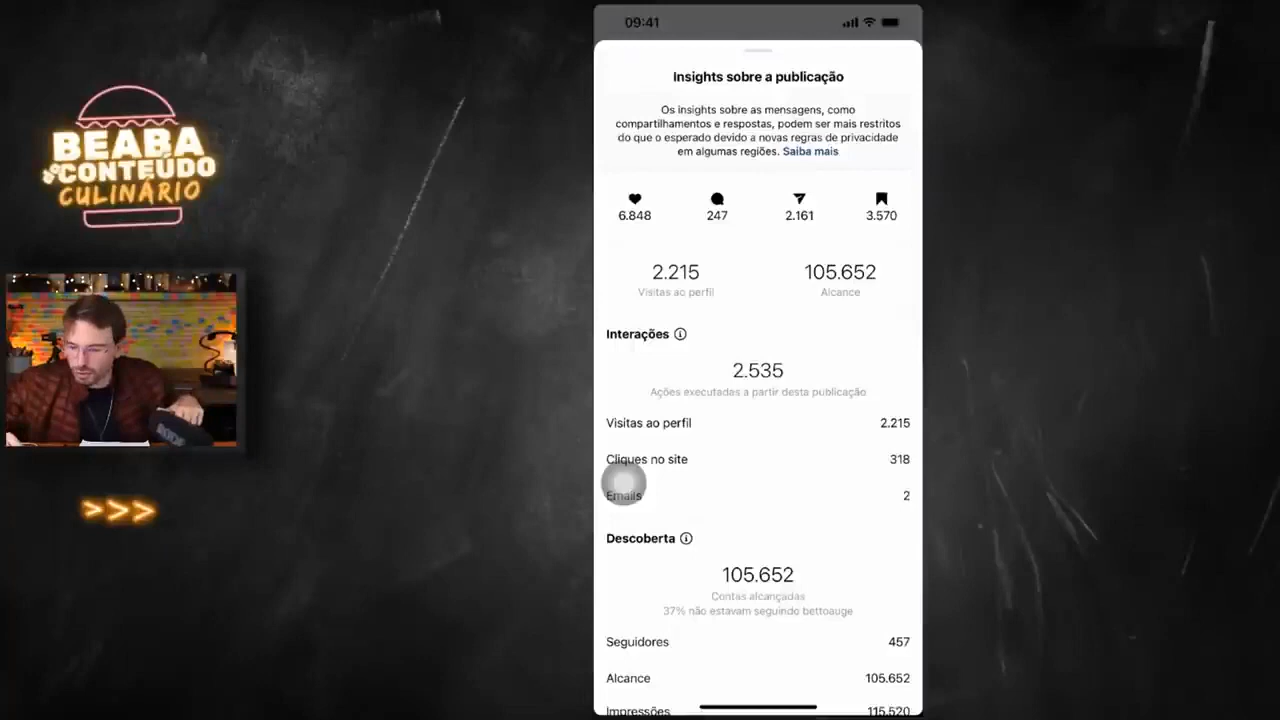 BEABA
do CONTEÚDO
CULINÁRIO
>>>
09:41
Insights sobre a publicação
Os insights sobre as mensagens, como
compartilhamentos e respostas, podem ser mais restritos
do que o esperado devido a novas regras de privacidade
em algumas regiões. Saiba mais
6.848 247 2.161 3.570
2.215 105.652
Visitas ao perfil Alcance
Interações
2.535
Ações executadas a partir desta publicação
Visitas ao perfil 2.215
Cliques no site 318
Emails 2
Descoberta
105.652
Contas alcançadas
37% não estavam seguindo bettoauge
Seguidores 457
Alcance 105.652
Impressões 115.520